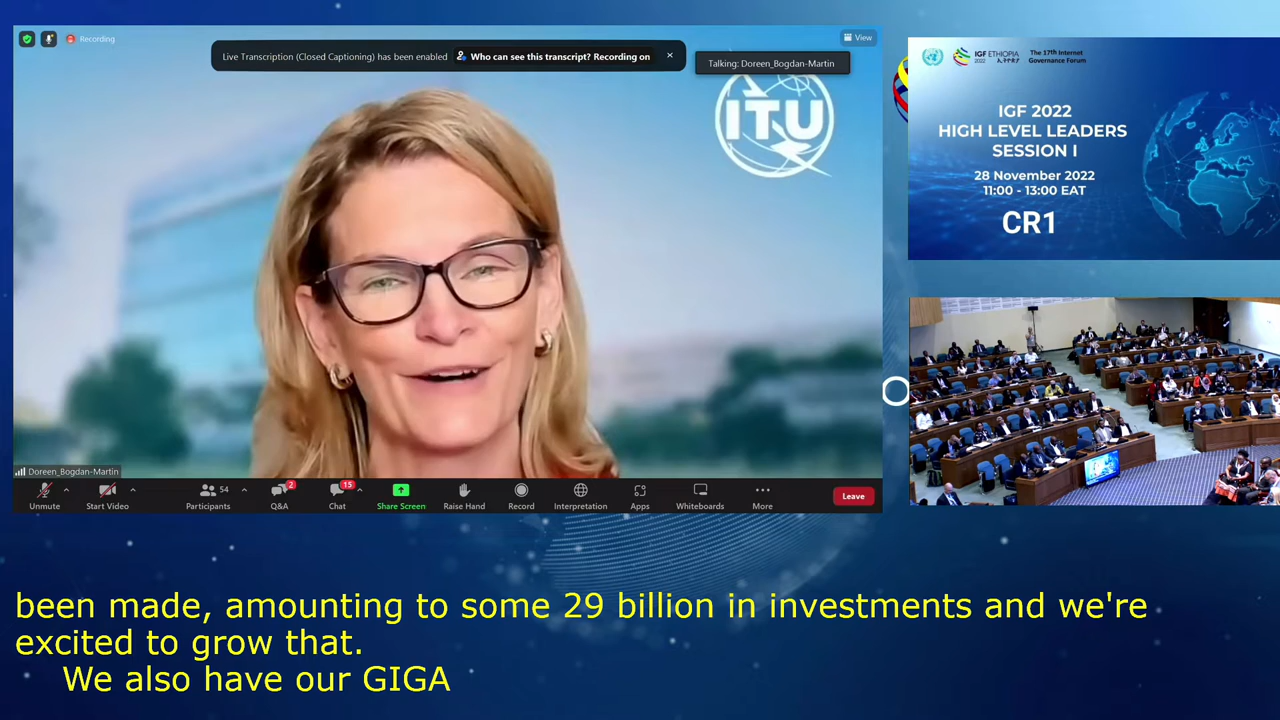 Recording
Live Transcription (Closed Captioning) has been enabled
Who can see this transcript? Recording on
View
Talking: Doreen_Bogdan-Martin
ITU
Doreen_Bogdan-Martin
Unmute
Start Video
54
Participants
2
Q&A
15
Chat
Share Screen
Raise Hand
Record
Interpretation
Apps
Whiteboards
More
Leave
IGF ETHIOPIA
2022 ኢትዮጵያ
The 17th Internet
Governance Forum
IGF 2022
HIGH LEVEL LEADERS
SESSION I
28 November 2022
11:00 - 13:00 EAT
CR1
been made, amounting to some 29 billion in investments and we're
excited to grow that.
We also have our GIGA